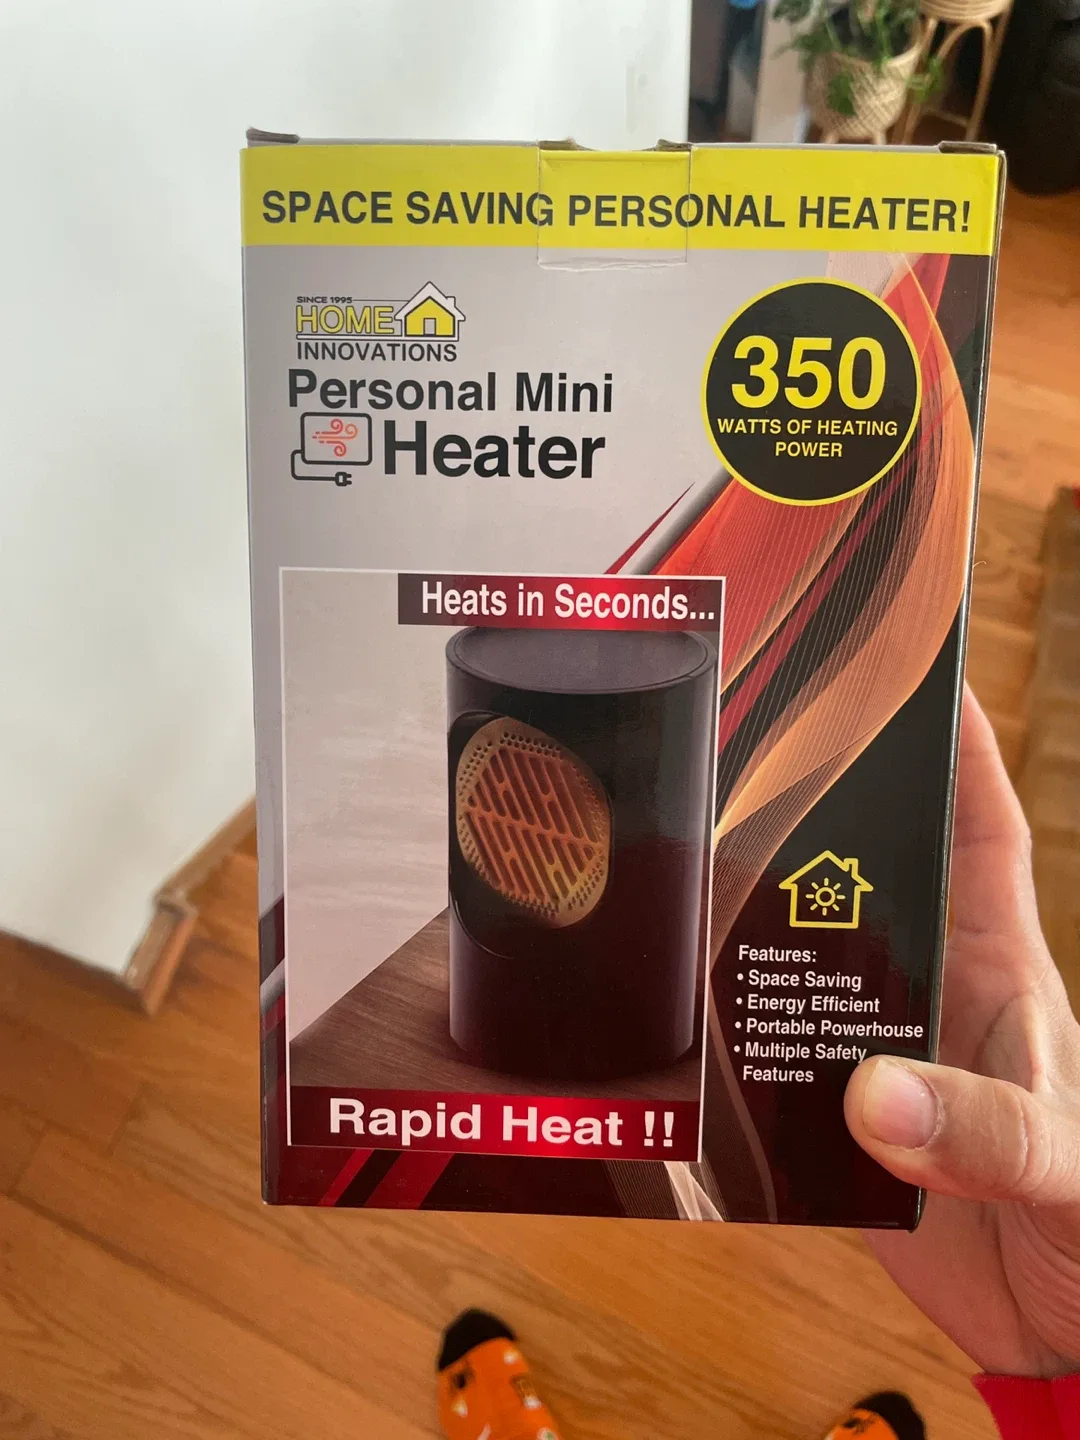 SPACE SAVING PERSONAL HEATER!
SINCE 1995
HOME
INNOVATIONS
Personal Mini
Heater
350
WATTS OF HEATING
POWER
Heats in Seconds...
Rapid Heat !!
Features:
• Space Saving
• Energy Efficient
• Portable Powerhouse
• Multiple Safety
Features